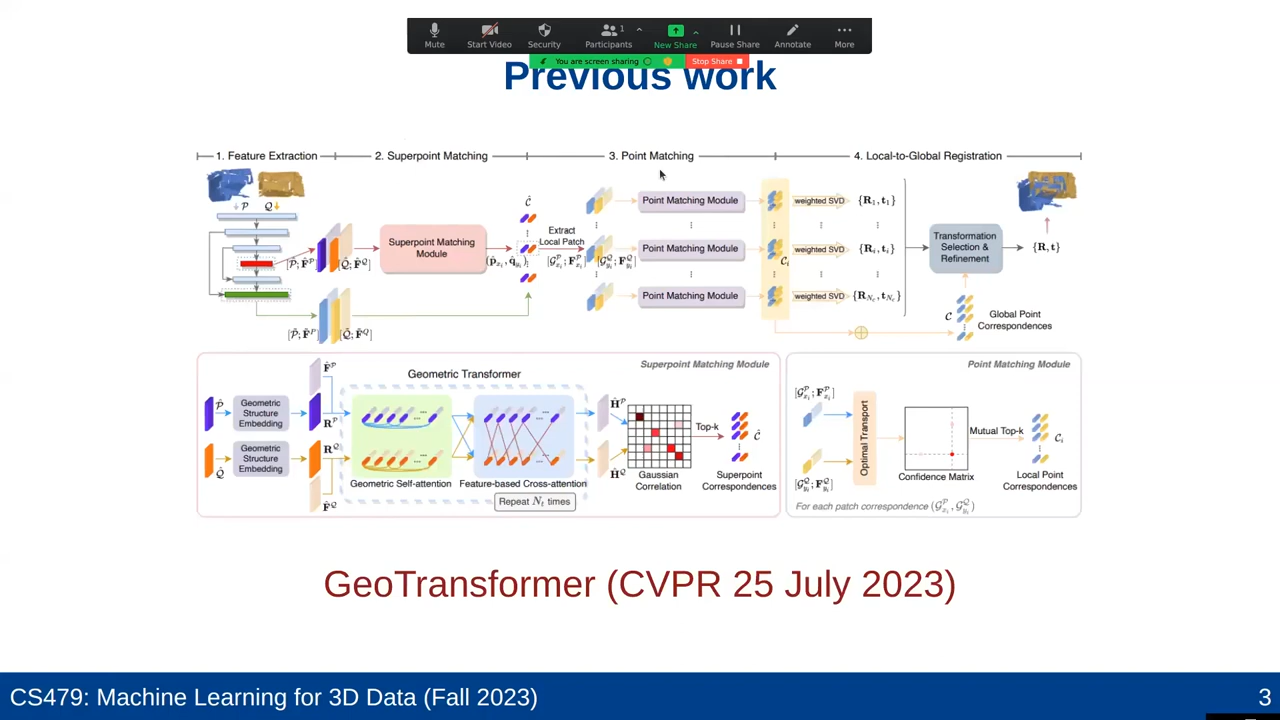 Mute
Start Video
Security
Participants
1
New Share
Pause Share
Annotate
More
You are screen sharing
Stop Share
Previous work
1. Feature Extraction
2. Superpoint Matching
3. Point Matching
4. Local-to-Global Registration
Superpoint Matching
Module
Extract
Local Patch
Point Matching Module
Point Matching Module
Point Matching Module
weighted SVD
weighted SVD
weighted SVD
{R₁, t₁}
{Rᵢ, tᵢ}
Transformation
Selection &
Refinement
{R, t}
Global Point
Correspondences
Superpoint Matching Module
Geometric Transformer
Geometric
Structure
Embedding
Geometric
Structure
Embedding
Geometric Self-attention
Feature-based Cross-attention
Repeat Nₜ times
Gaussian
Correlation
Top-k
Superpoint
Correspondences
Point Matching Module
Optimal Transport
Confidence Matrix
Mutual Top-k
Local Point
Correspondences
For each patch correspondence
GeoTransformer (CVPR 25 July 2023)
CS479: Machine Learning for 3D Data (Fall 2023)
3